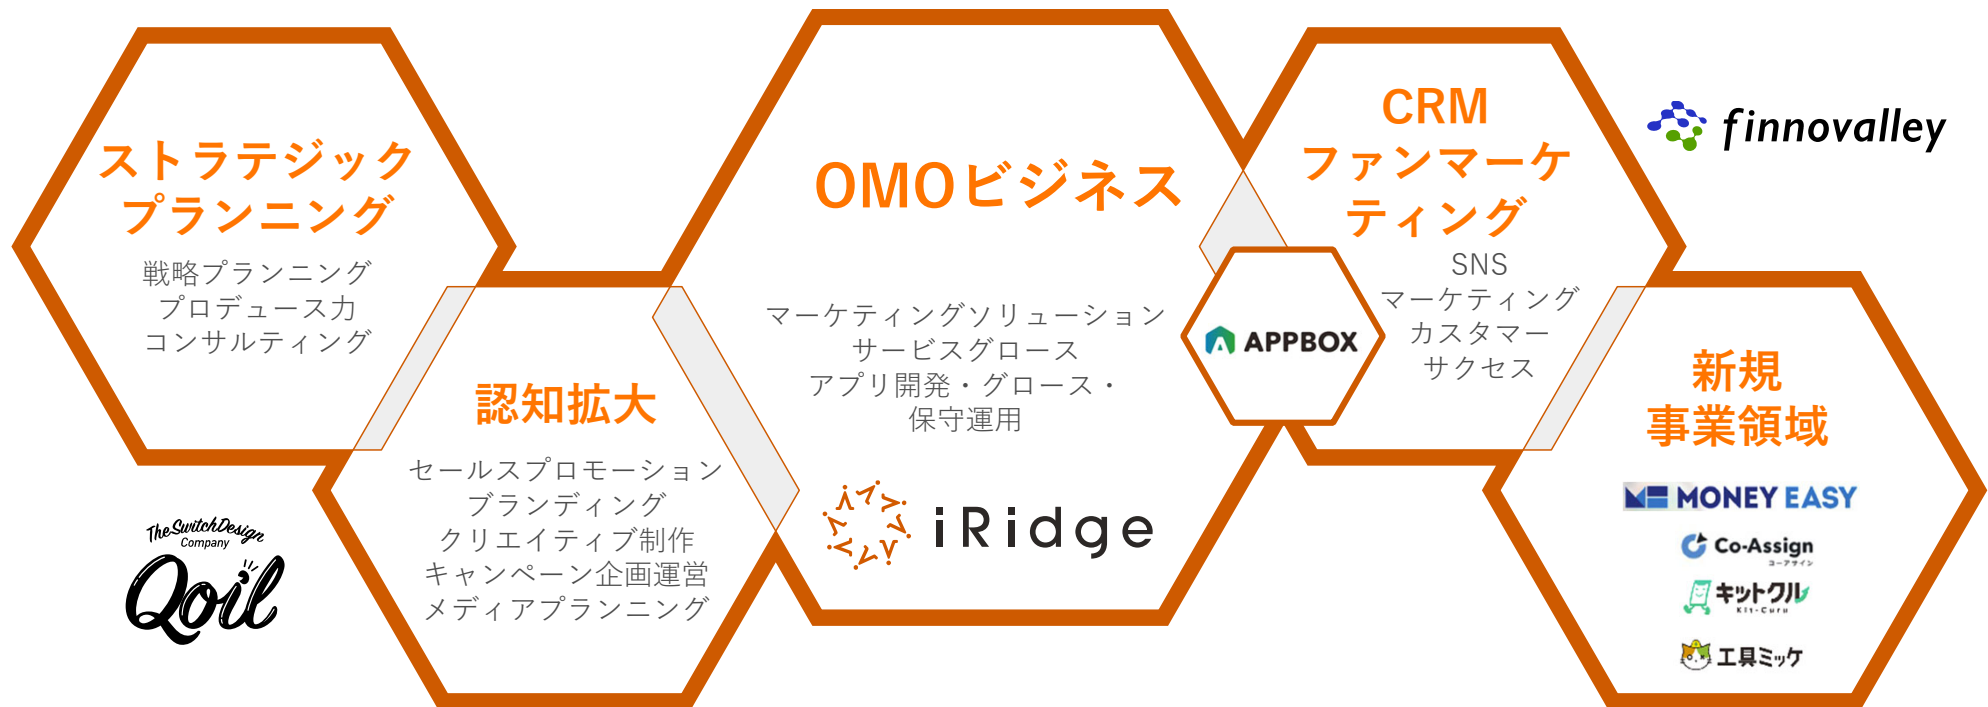 ストラテジック
プランニング
戦略プランニング
プロデュース力
コンサルティング
The Switch Design
Company
Qoil
認知拡大
セールスプロモーション
ブランディング
クリエイティブ制作
キャンペーン企画運営
メディアプランニング
OMOビジネス
マーケティングソリューション
サービスグロース
アプリ開発・グロース・
保守運用
iRidge
APPBOX
CRM
ファンマーケ
ティング
SNS
マーケティング
カスタマー
サクセス
finnovalley
新規
事業領域
MONEY EASY
Co-Assign
コーアサイン
キットクル
Kit-Curu
工具ミッケ